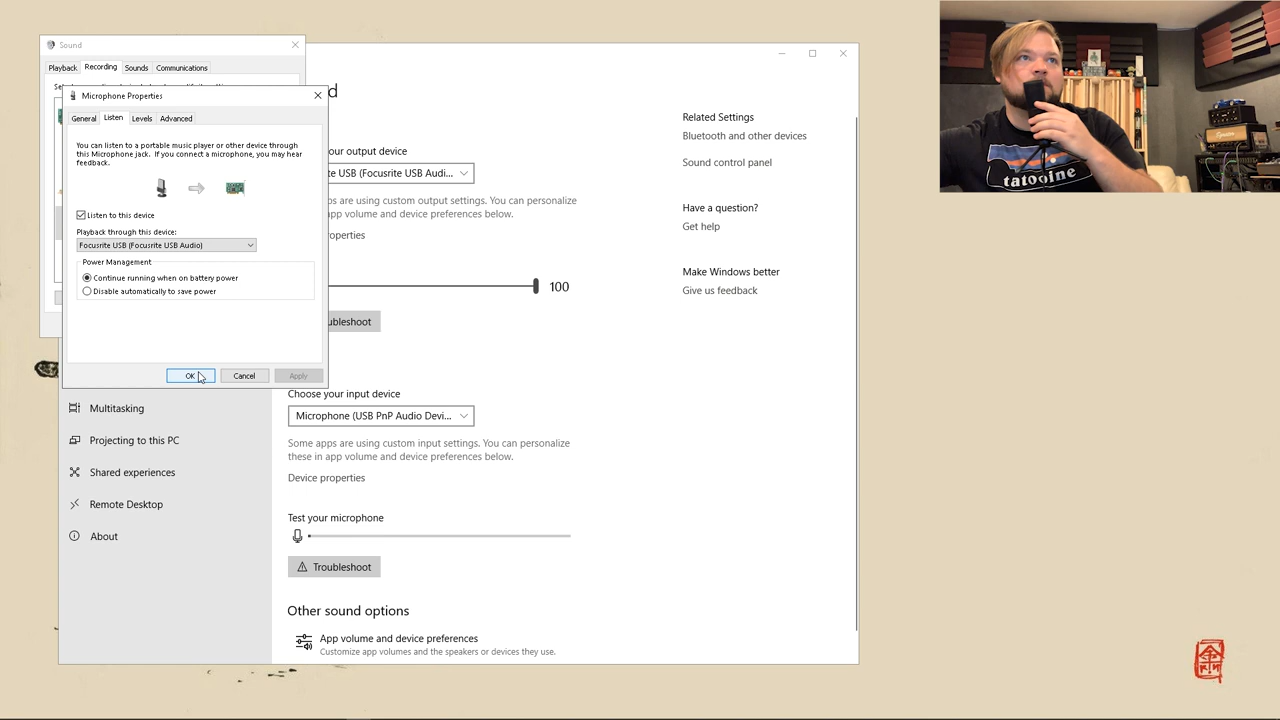 Sound
Playback
Recording
Sounds
Communications
Microphone Properties
General
Listen
Levels
Advanced
You can listen to a portable music player or other device through
this Microphone jack. If you connect a microphone, you may hear
feedback.
Listen to this device
Playback through this device:
Focusrite USB (Focusrite USB Audio)
Power Management
Continue running when on battery power
Disable automatically to save power
OK
Cancel
Apply
d
our output device
te USB (Focusrite USB Audi...
ps are using custom output settings. You can personalize
app volume and device preferences below.
operties
100
ubleshoot
Choose your input device
Microphone (USB PnP Audio Devi...
Some apps are using custom input settings. You can personalize
these in app volume and device preferences below.
Device properties
Test your microphone
Troubleshoot
Other sound options
App volume and device preferences
Customize app volumes and the speakers or devices they use.
Multitasking
Projecting to this PC
Shared experiences
Remote Desktop
About
Related Settings
Bluetooth and other devices
Sound control panel
Have a question?
Get help
Make Windows better
Give us feedback
tatooine